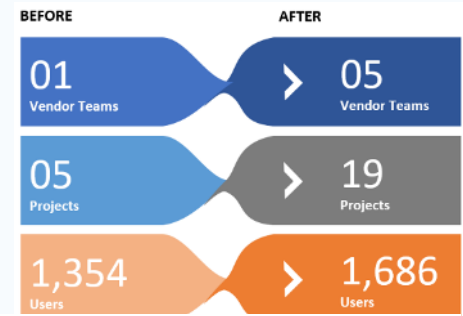 BEFORE AFTER
01 05
Vendor Teams Vendor Teams
05 19
Projects Projects
1,354 1,686
Users Users